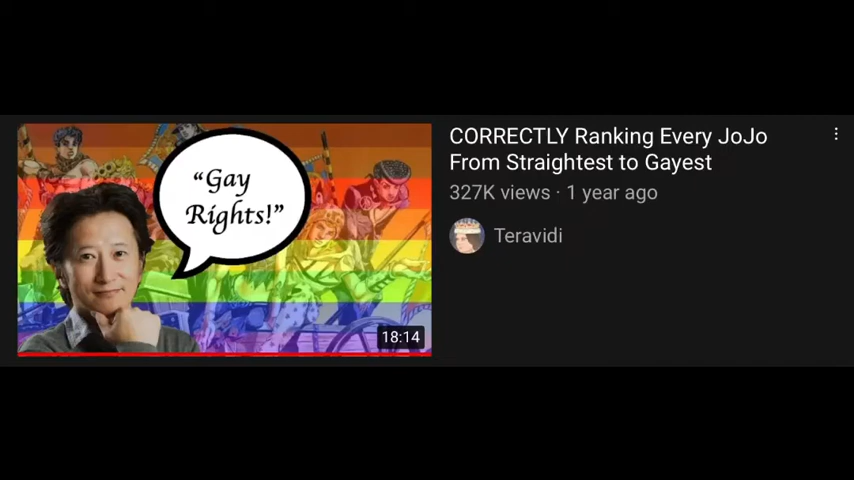 "Gay
Rights!"
18:14
CORRECTLY Ranking Every JoJo
From Straightest to Gayest
327K views · 1 year ago
Teravidi